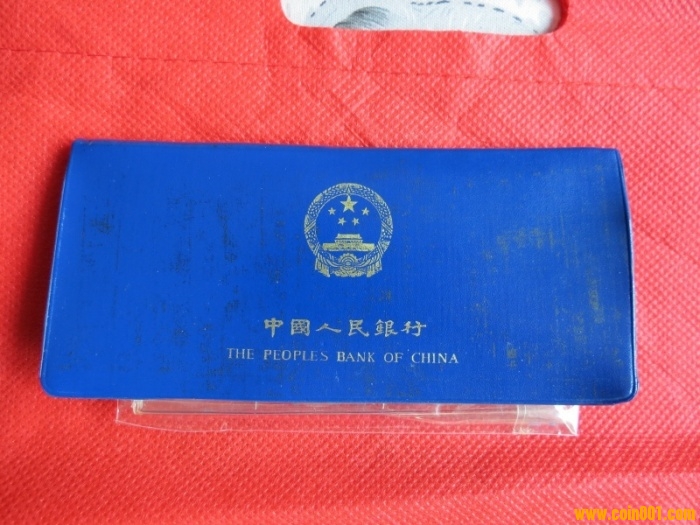 中國人民銀行
THE PEOPLES BANK OF CHINA
www.coin001.com